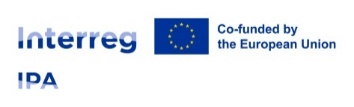 Interreg
Co-funded by
the European Union
IPA